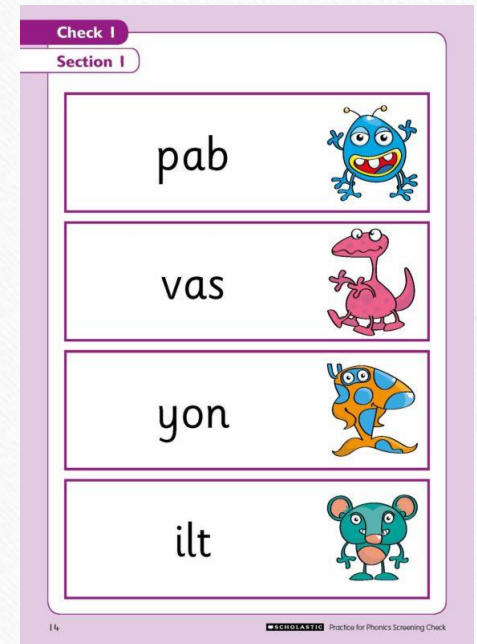 Check 1
Section 1
pab
vas
yon
ilt
14
SCHOLASTIC Practice for Phonics Screening Check